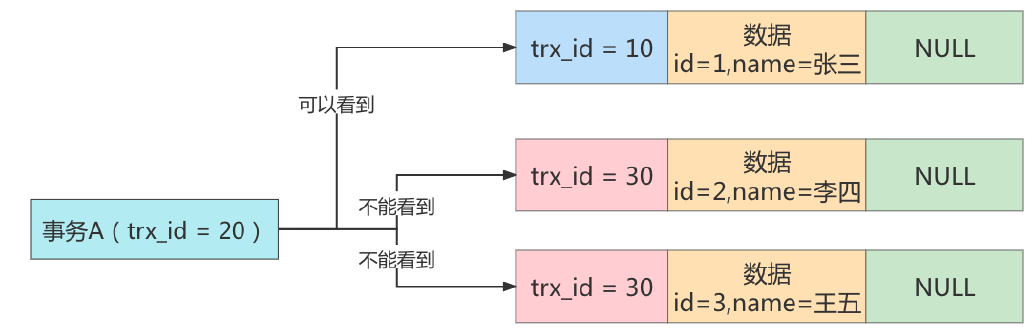 trx_id = 10
数据
id=1,name=张三
NULL
可以看到
trx_id = 30
数据
id=2,name=李四
NULL
不能看到
事务A（trx_id = 20）
不能看到
trx_id = 30
数据
id=3,name=王五
NULL